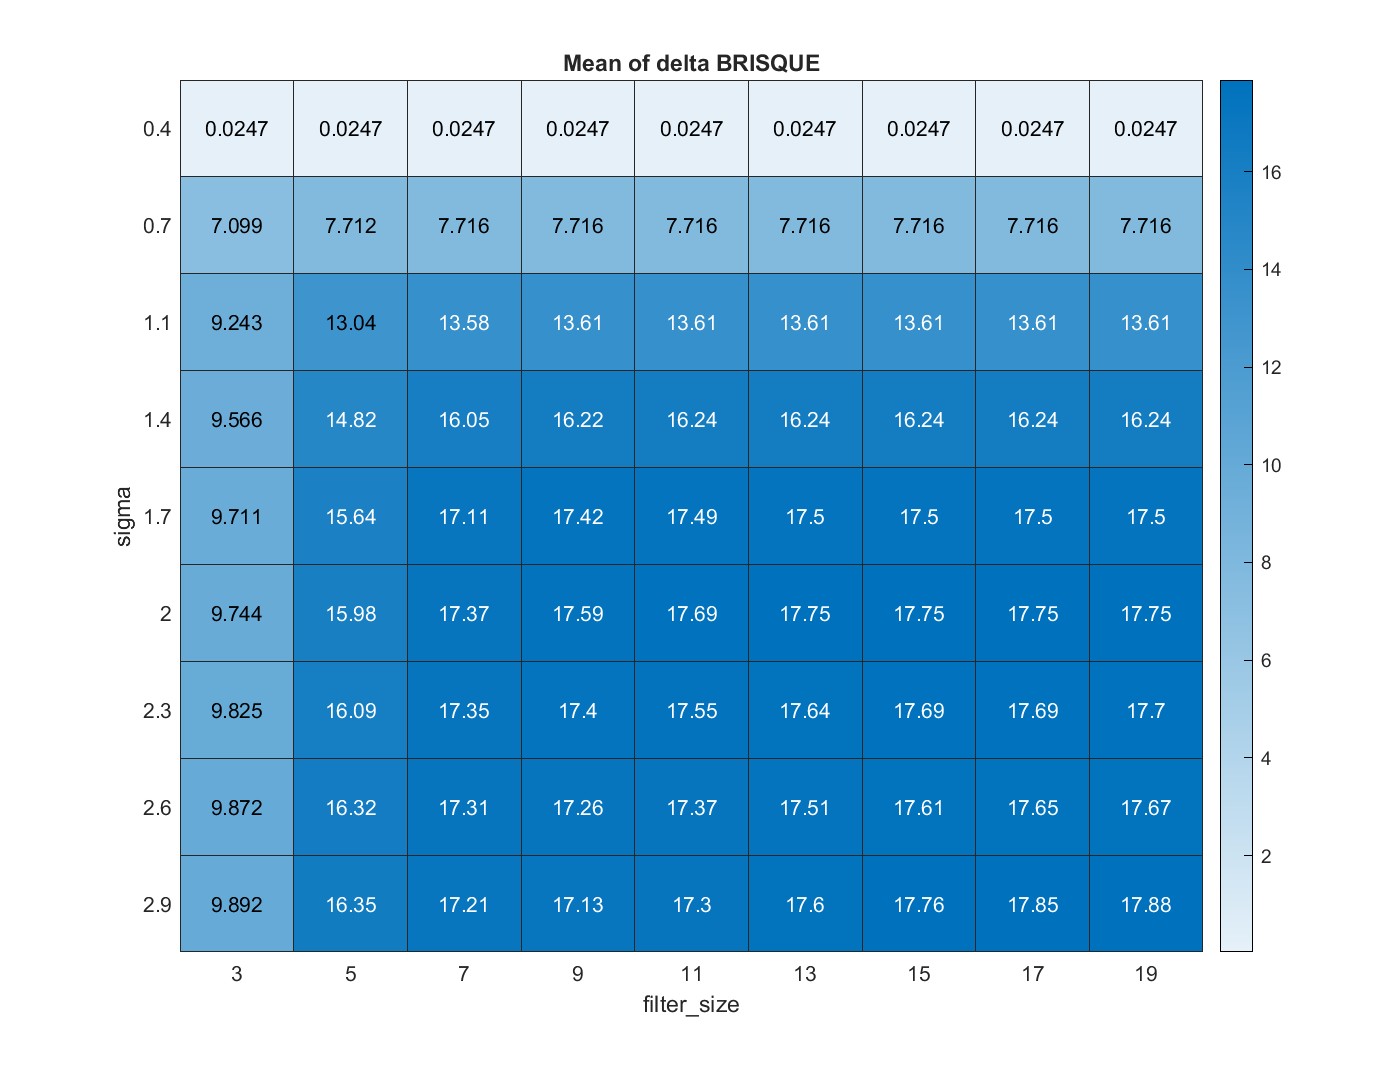 Mean of delta BRISQUE
0.4 0.0247 0.0247 0.0247 0.0247 0.0247 0.0247 0.0247 0.0247 0.0247
0.7 7.099 7.712 7.716 7.716 7.716 7.716 7.716 7.716 7.716
1.1 9.243 13.04 13.58 13.61 13.61 13.61 13.61 13.61 13.61
1.4 9.566 14.82 16.05 16.22 16.24 16.24 16.24 16.24 16.24
1.7 9.711 15.64 17.11 17.42 17.49 17.5 17.5 17.5 17.5
2 9.744 15.98 17.37 17.59 17.69 17.75 17.75 17.75 17.75
2.3 9.825 16.09 17.35 17.4 17.55 17.64 17.69 17.69 17.7
2.6 9.872 16.32 17.31 17.26 17.37 17.51 17.61 17.65 17.67
2.9 9.892 16.35 17.21 17.13 17.3 17.6 17.76 17.85 17.88
3 5 7 9 11 13 15 17 19
filter_size
sigma
16
14
12
10
8
6
4
2